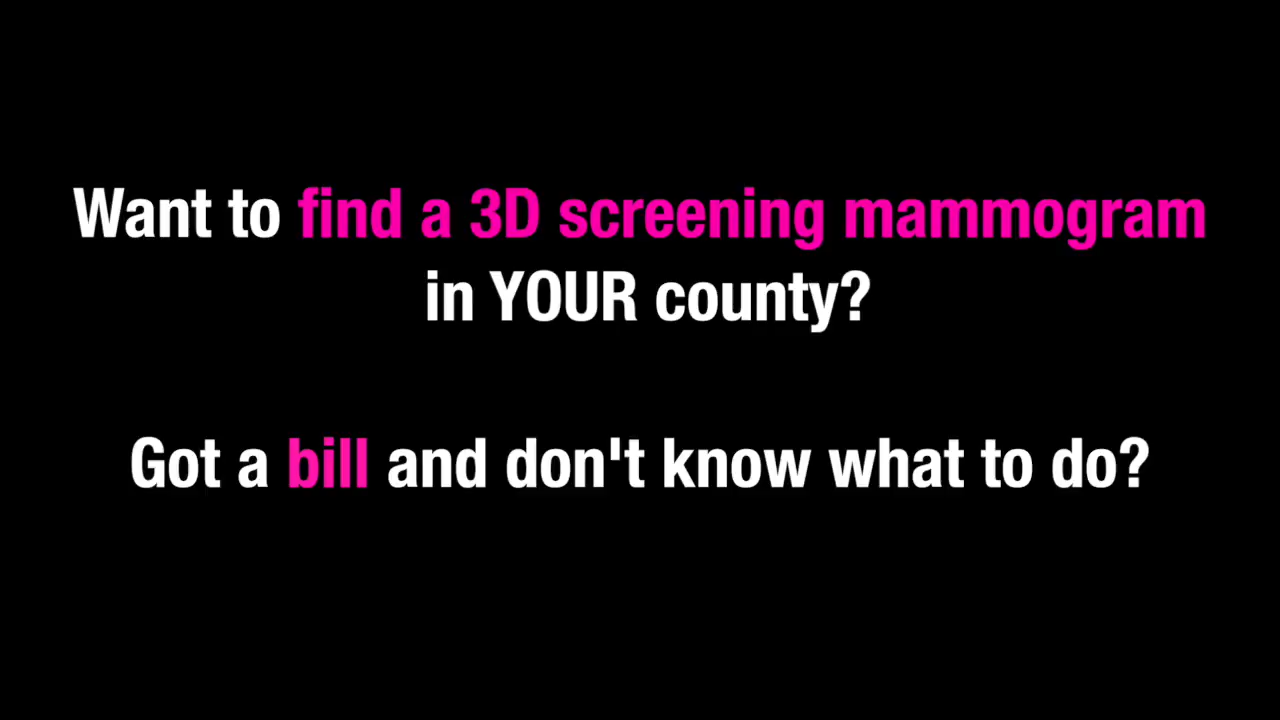 Want to find a 3D screening mammogram
in YOUR county?
Got a bill and don't know what to do?